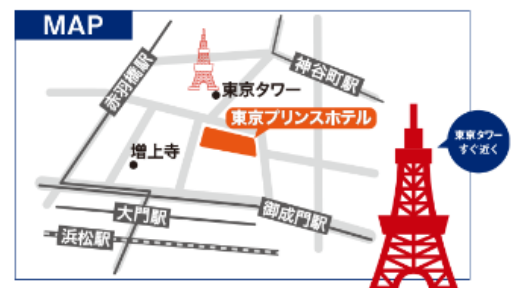 MAP
赤羽橋駅
神谷町駅
東京タワー
東京プリンスホテル
東京タワー
すぐ近く
増上寺
大門駅
御成門駅
浜松駅